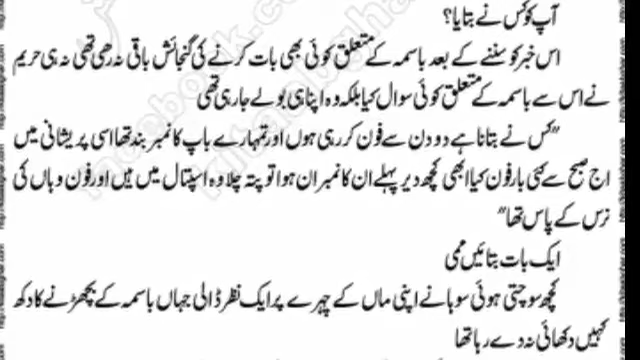 آپ کو کس نے بتایا؟
اس خبر کو سننے کے بعد باسمہ کے متعلق کوئی بھی بات کرنے کی گنجائش باقی نہ رھی تھی نہ ہی حریم
نے اس سے باسمہ کے متعلق کوئی سوال کیا بلکہ وہ اپنا ہی بولے جا رہی تھی
"کس نے بتانا ہے دو دن سے فون کر رہی ہوں اور تمہارے باپ کا نمبر بند تھا اسی پریشانی میں
اج صبح سے کئی بار فون کیا ابھی کچھ دیر پہلے ان کا نمبر ان ہوا تو پتہ چلا وہ اسپتال میں ہیں اور فون وہاں کی
نرس کے پاس تھا"
ایک بات بتائیں ممی
کچھ سوچتی ہوئی سوہا نے اپنی ماں کے چہرے پر ایک نظر ڈالی جہاں باسمہ کے بچھڑنے کا دکھ
کہیں دکھائی نہ دے رہا تھا